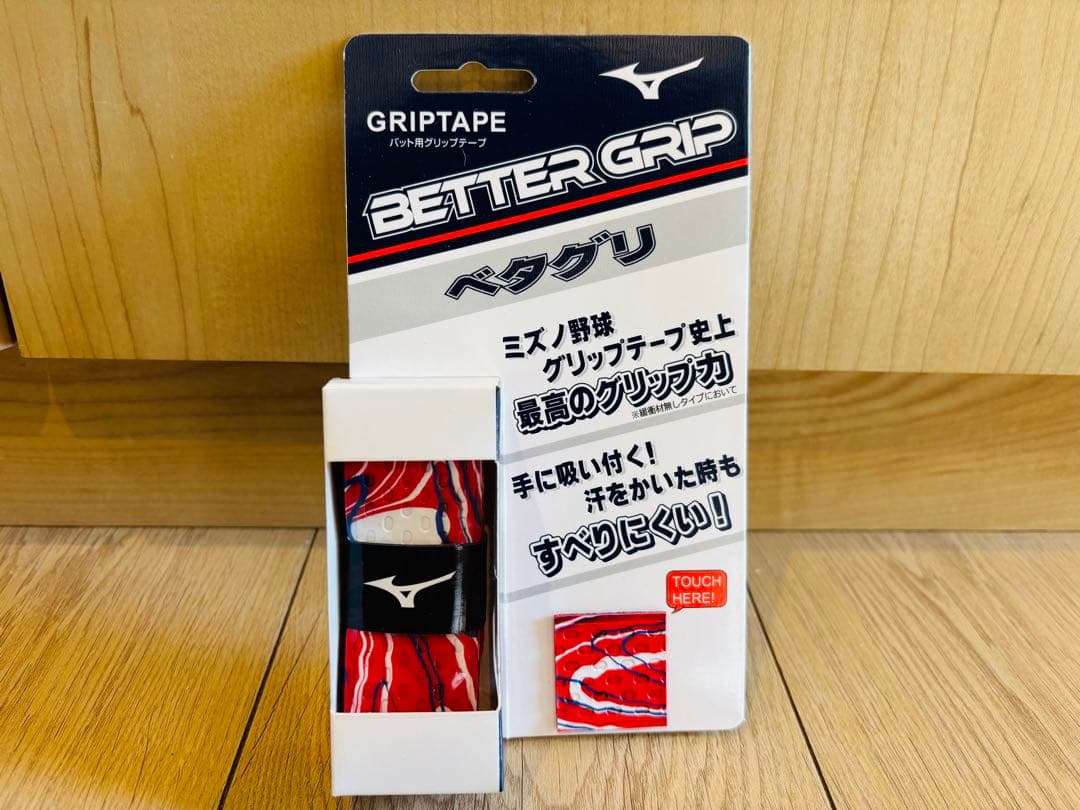 GRIPTAPE
バット用グリップテープ
BETTER GRIP
ベタグリ
ミズノ野球
グリップテープ史上
最高のグリップ力
※緩衝材無しタイプにおいて
手に吸い付く!
汗をかいた時も
すべりにくい!
TOUCH
HERE!